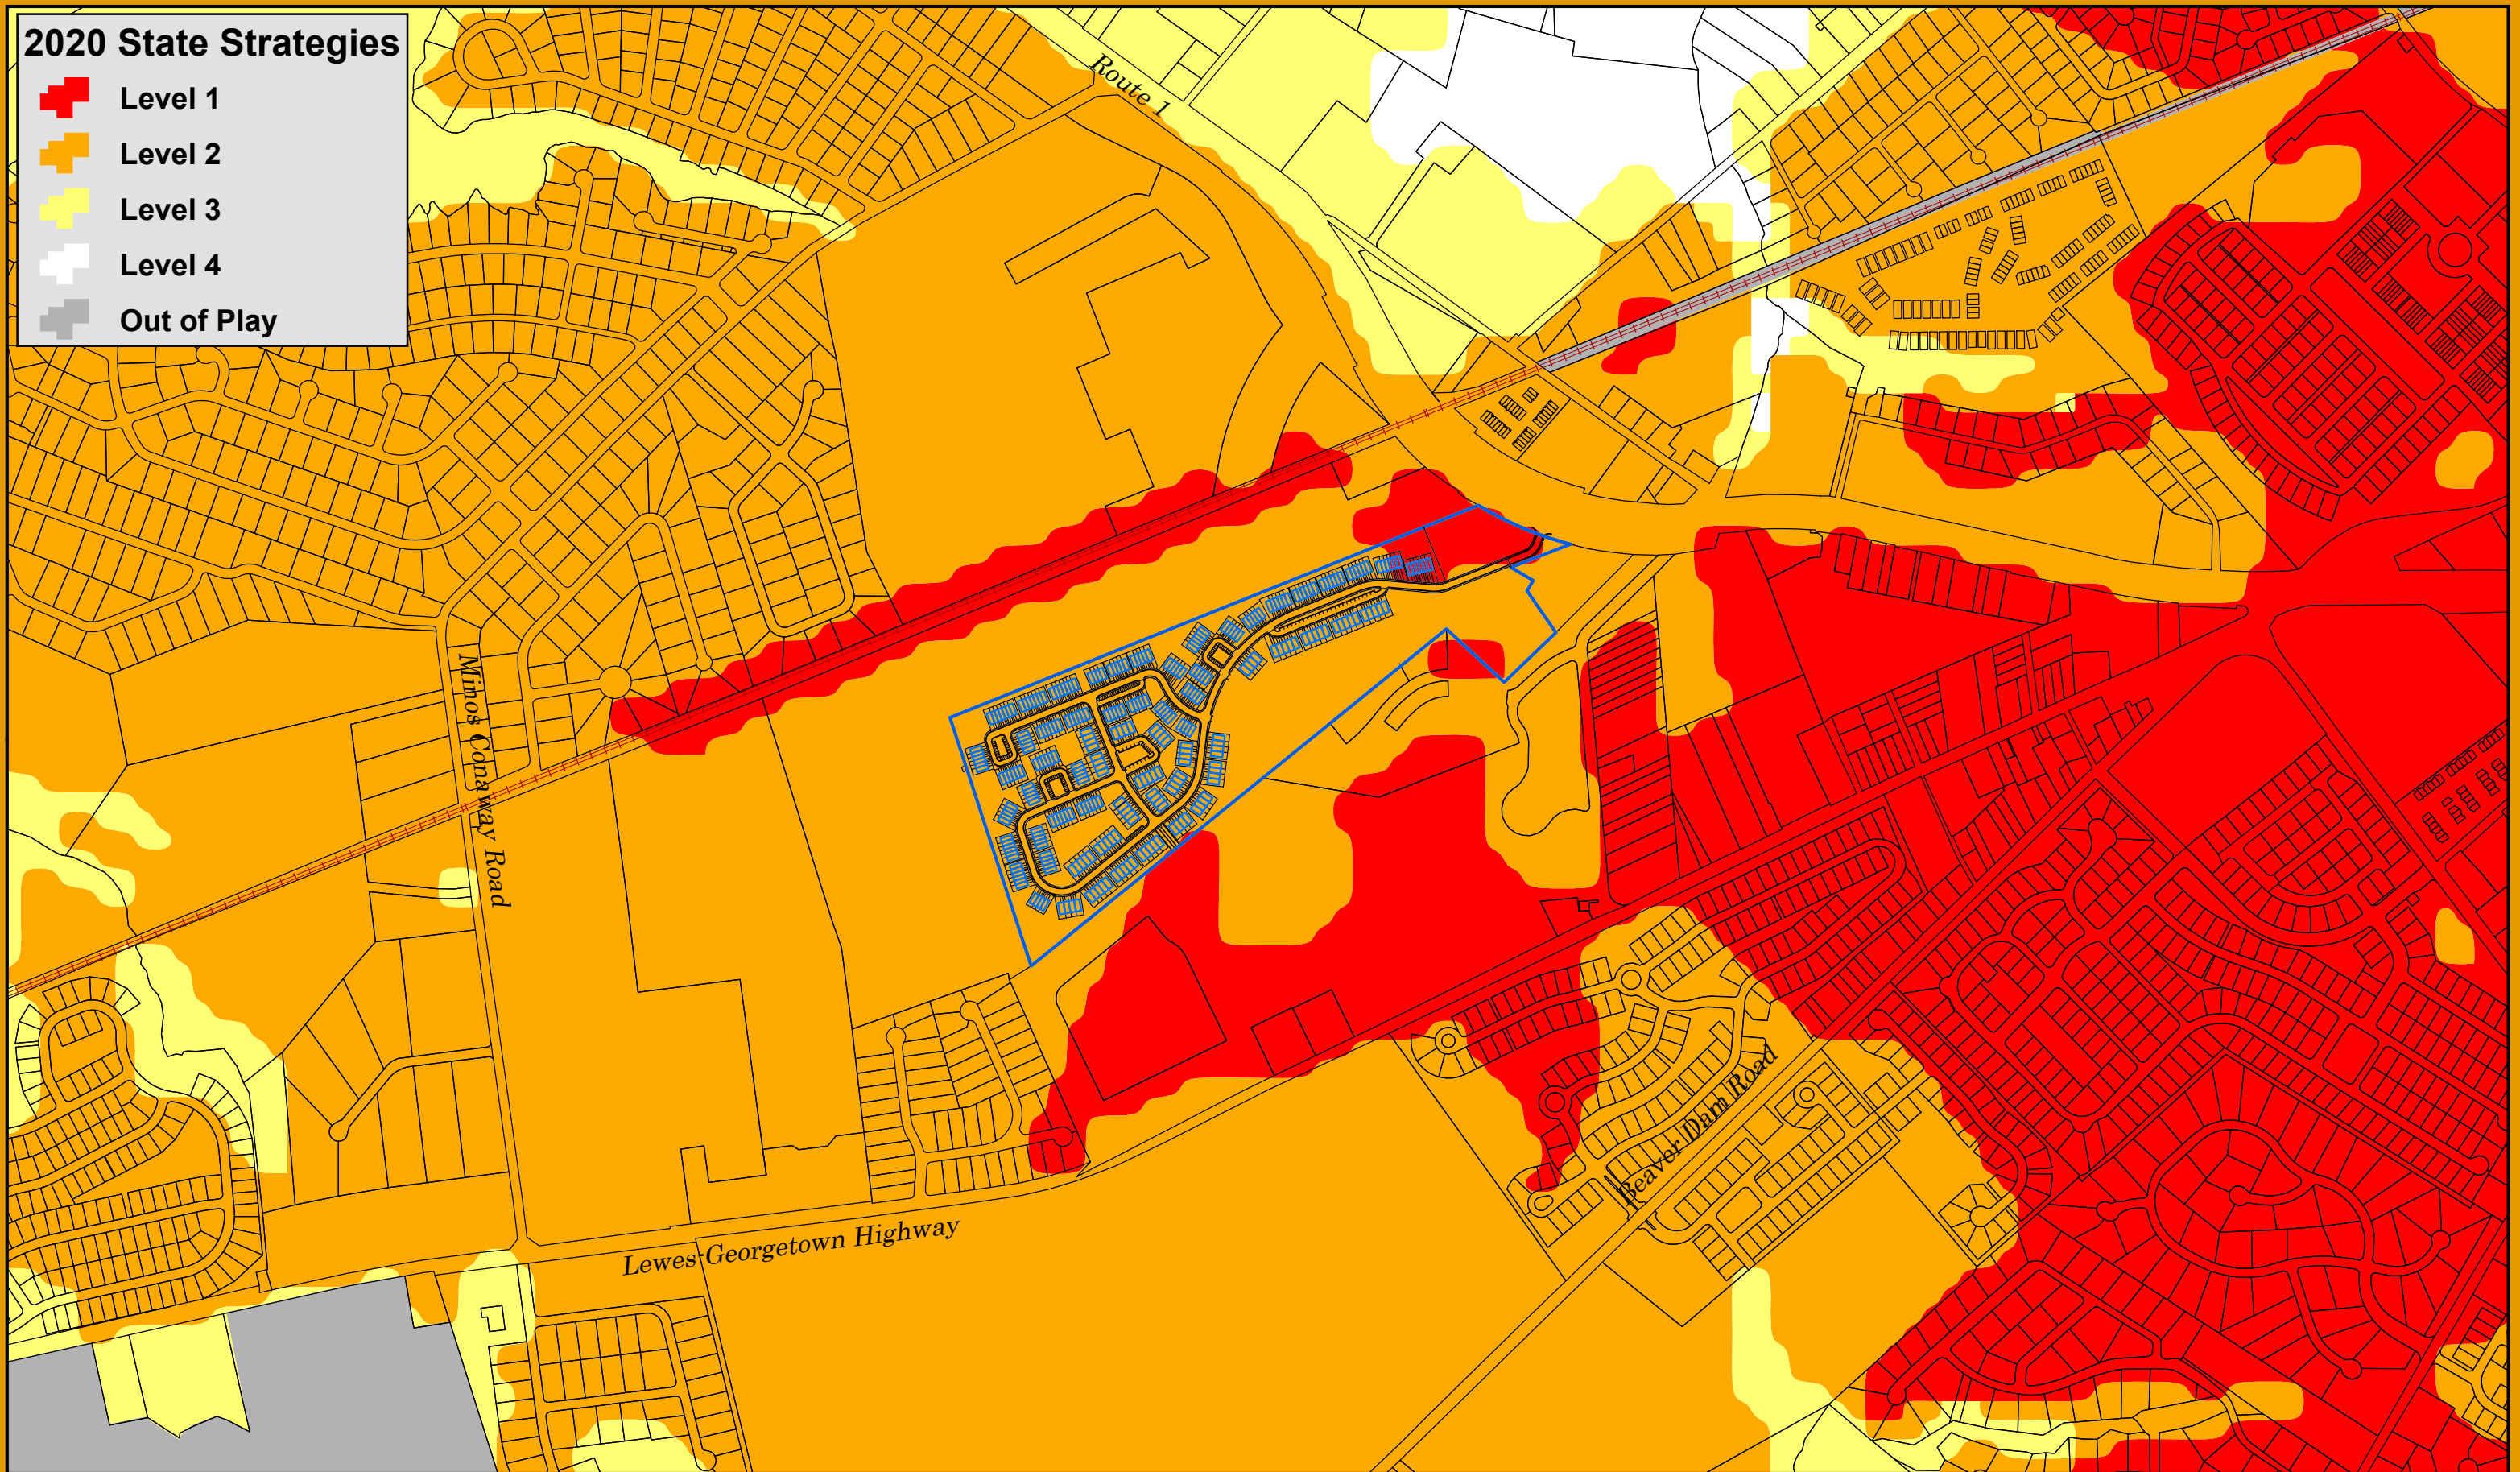 2020 State Strategies
Level 1
Level 2
Level 3
Level 4
Out of Play
Route 1
Minos Conaway Road
Lewes-Georgetown Highway
Beaver Dam Road